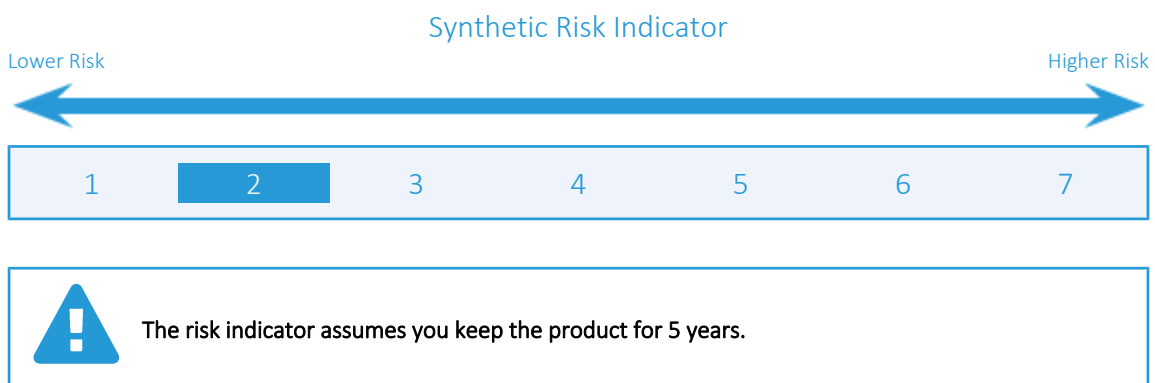 Synthetic Risk Indicator
Lower Risk Higher Risk
1 2 3 4 5 6 7
The risk indicator assumes you keep the product for 5 years.